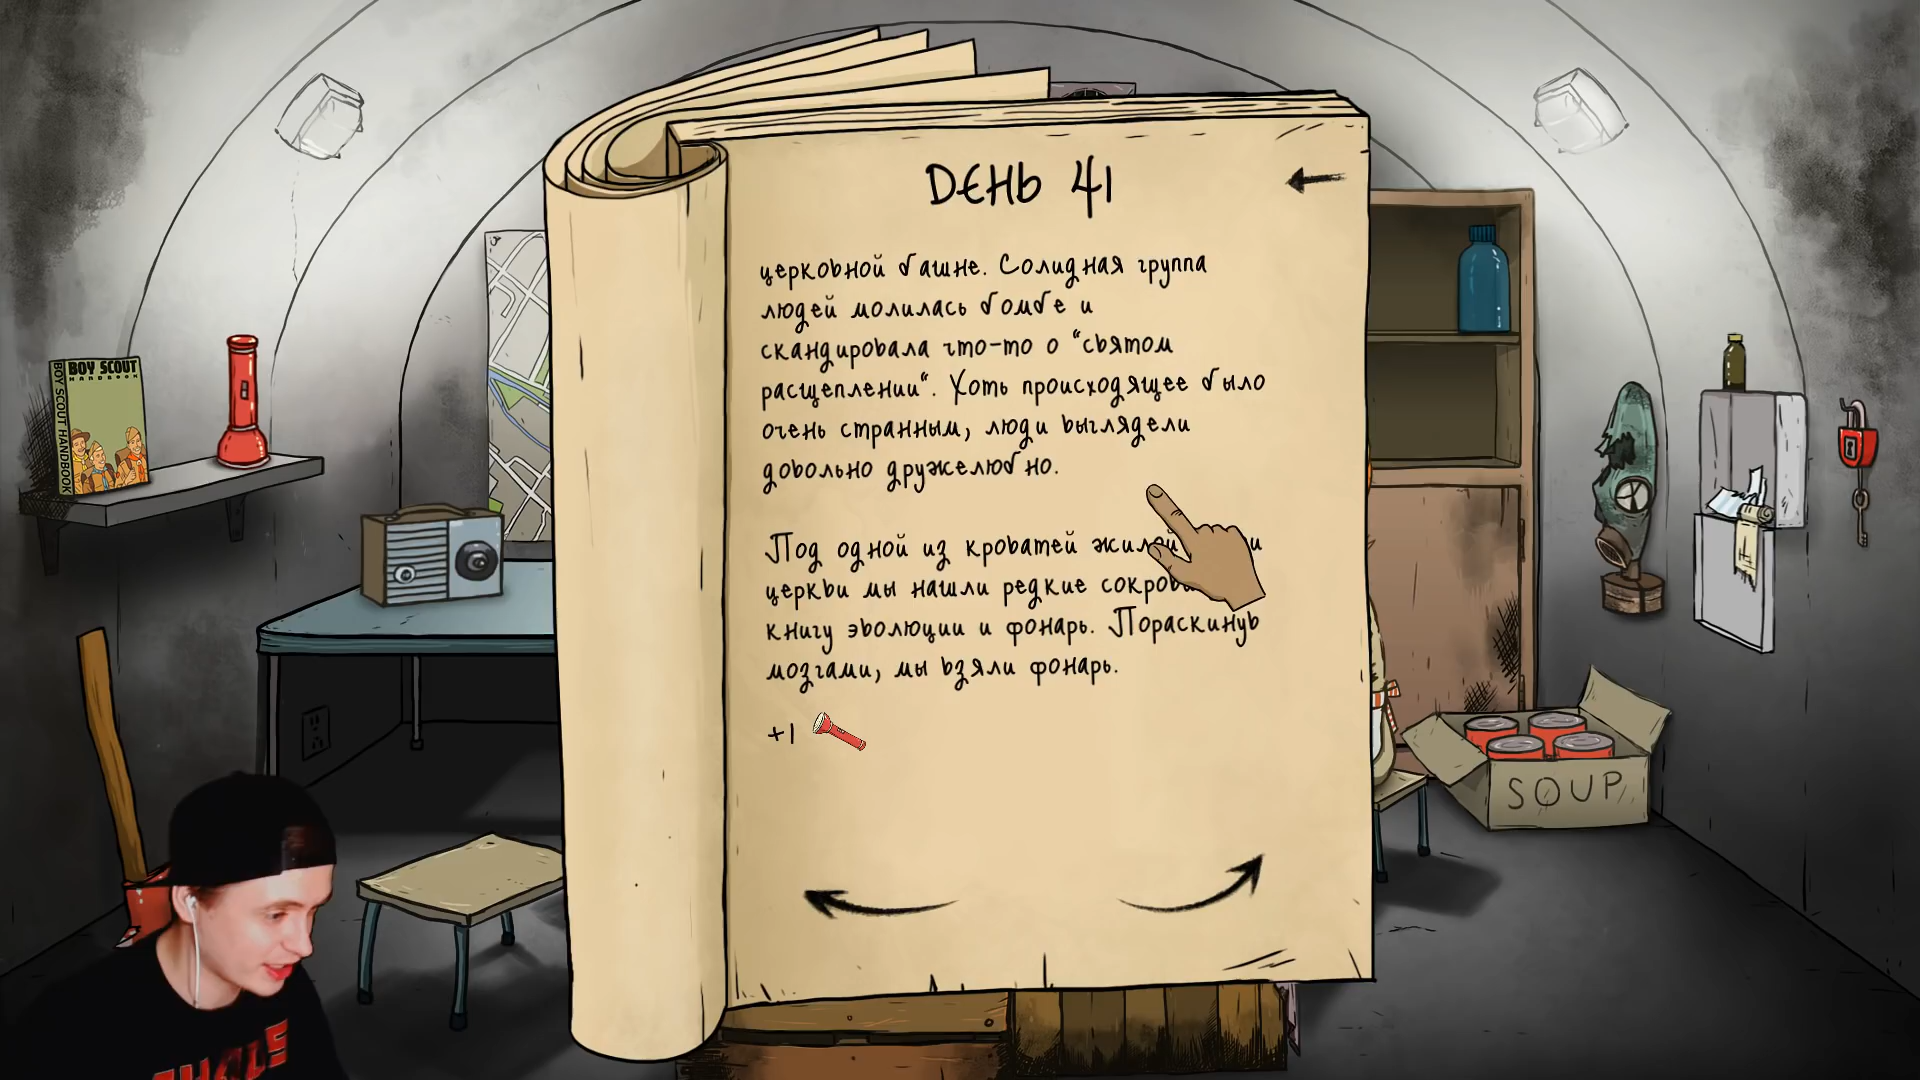 ДЕНЬ 41
церковной башне. Солидная группа
людей молилась бомбе и
скандировала что-то о "святом
расщеплении". Хоть происходящее было
очень странным, люди выглядели
довольно дружелюбно.
Под одной из кроватей
церкви мы нашли редкие
книгу эволюции и фонарь. Пораскинув
мозгами, мы взяли фонарь.
+1
BOY SCOUT
HANDBOOK
BOY SCOUT HANDBOOK
SOUP